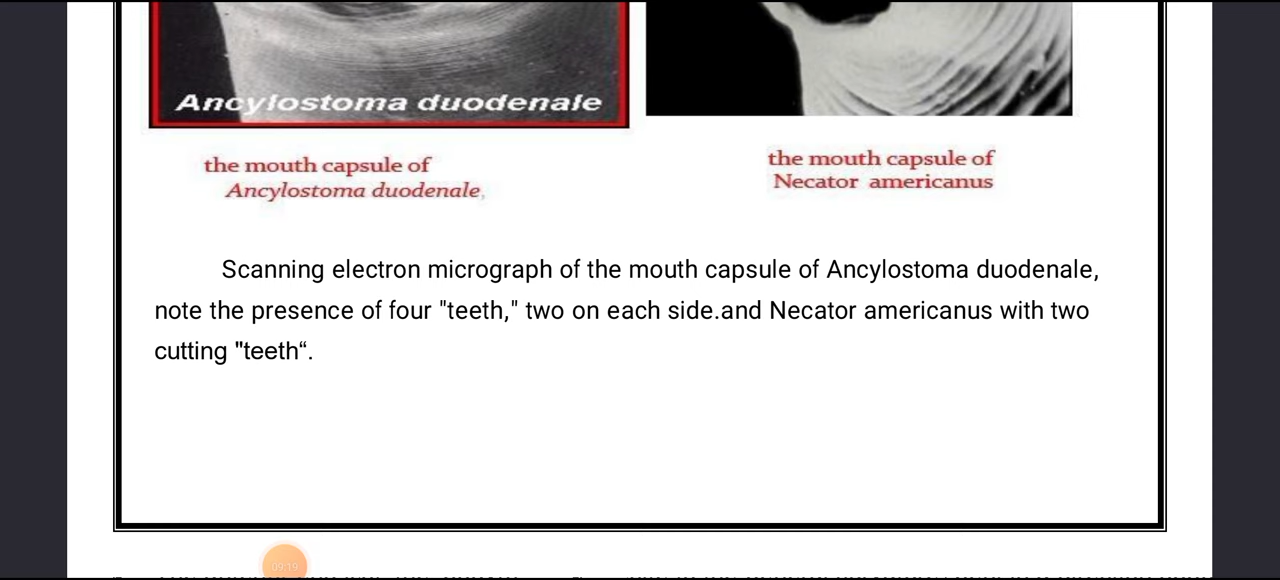 Ancylostoma duodenale
the mouth capsule of
Ancylostoma duodenale,
the mouth capsule of
Necator americanus
Scanning electron micrograph of the mouth capsule of Ancylostoma duodenale,
note the presence of four "teeth," two on each side.and Necator americanus with two
cutting "teeth“.
09:19